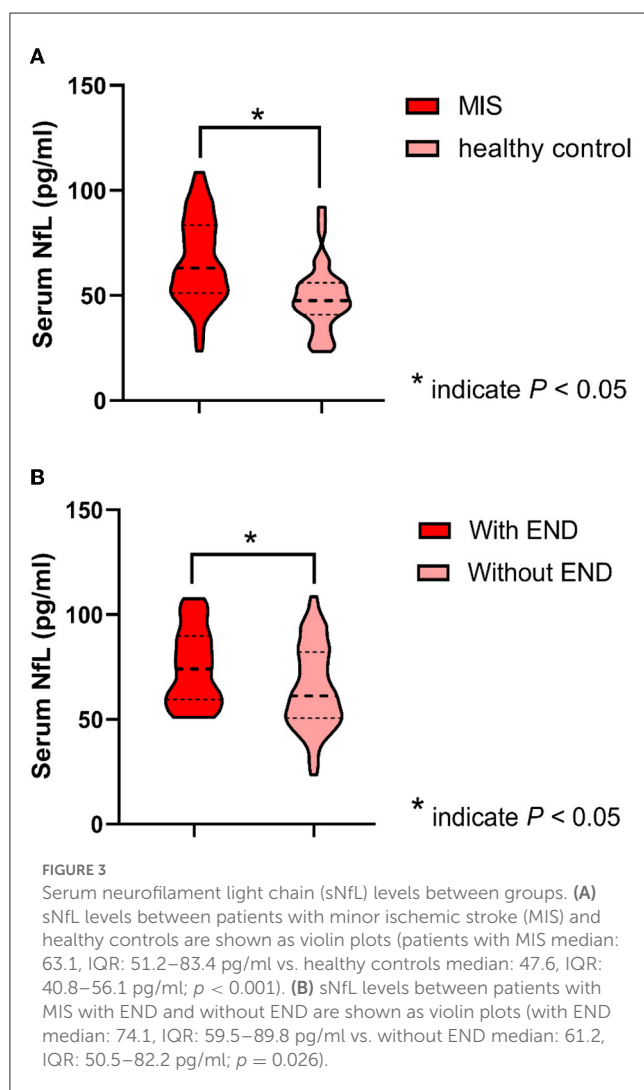 A
150
100
50
0
Serum NfL (pg/ml)
*
MIS
healthy control
* indicate P < 0.05
B
150
100
50
0
Serum NfL (pg/ml)
*
With END
Without END
* indicate P < 0.05
FIGURE 3
Serum neurofilament light chain (sNfL) levels between groups. (A)
sNfL levels between patients with minor ischemic stroke (MIS) and
healthy controls are shown as violin plots (patients with MIS median:
63.1, IQR: 51.2–83.4 pg/ml vs. healthy controls median: 47.6, IQR:
40.8–56.1 pg/ml; p < 0.001). (B) sNfL levels between patients with
MIS with END and without END are shown as violin plots (with END
median: 74.1, IQR: 59.5–89.8 pg/ml vs. without END median: 61.2,
IQR: 50.5–82.2 pg/ml; p = 0.026).